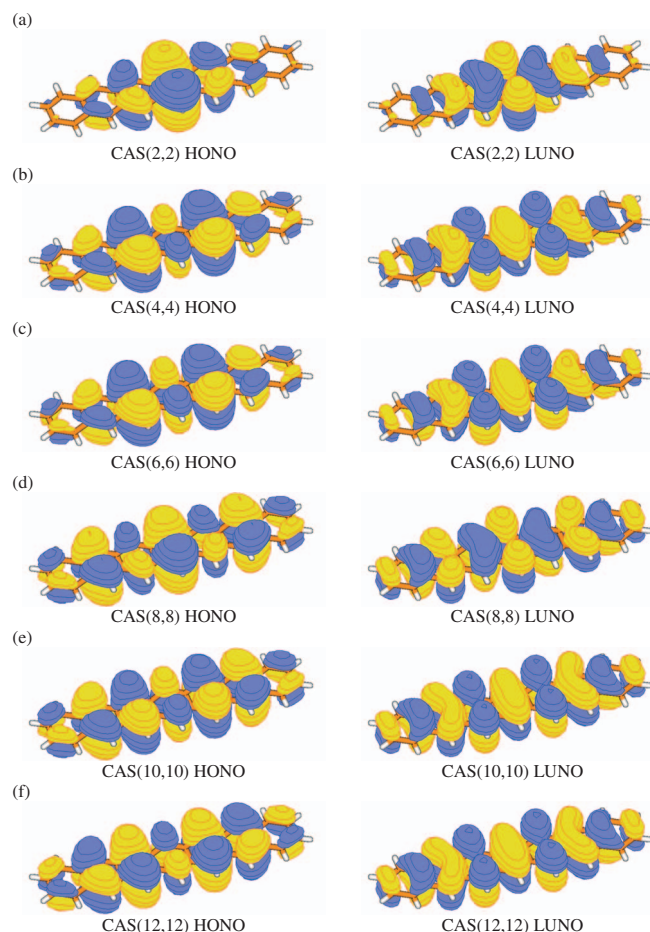 (a)
CAS(2,2) HONO CAS(2,2) LUNO
(b)
CAS(4,4) HONO CAS(4,4) LUNO
(c)
CAS(6,6) HONO CAS(6,6) LUNO
(d)
CAS(8,8) HONO CAS(8,8) LUNO
(e)
CAS(10,10) HONO CAS(10,10) LUNO
(f)
CAS(12,12) HONO CAS(12,12) LUNO